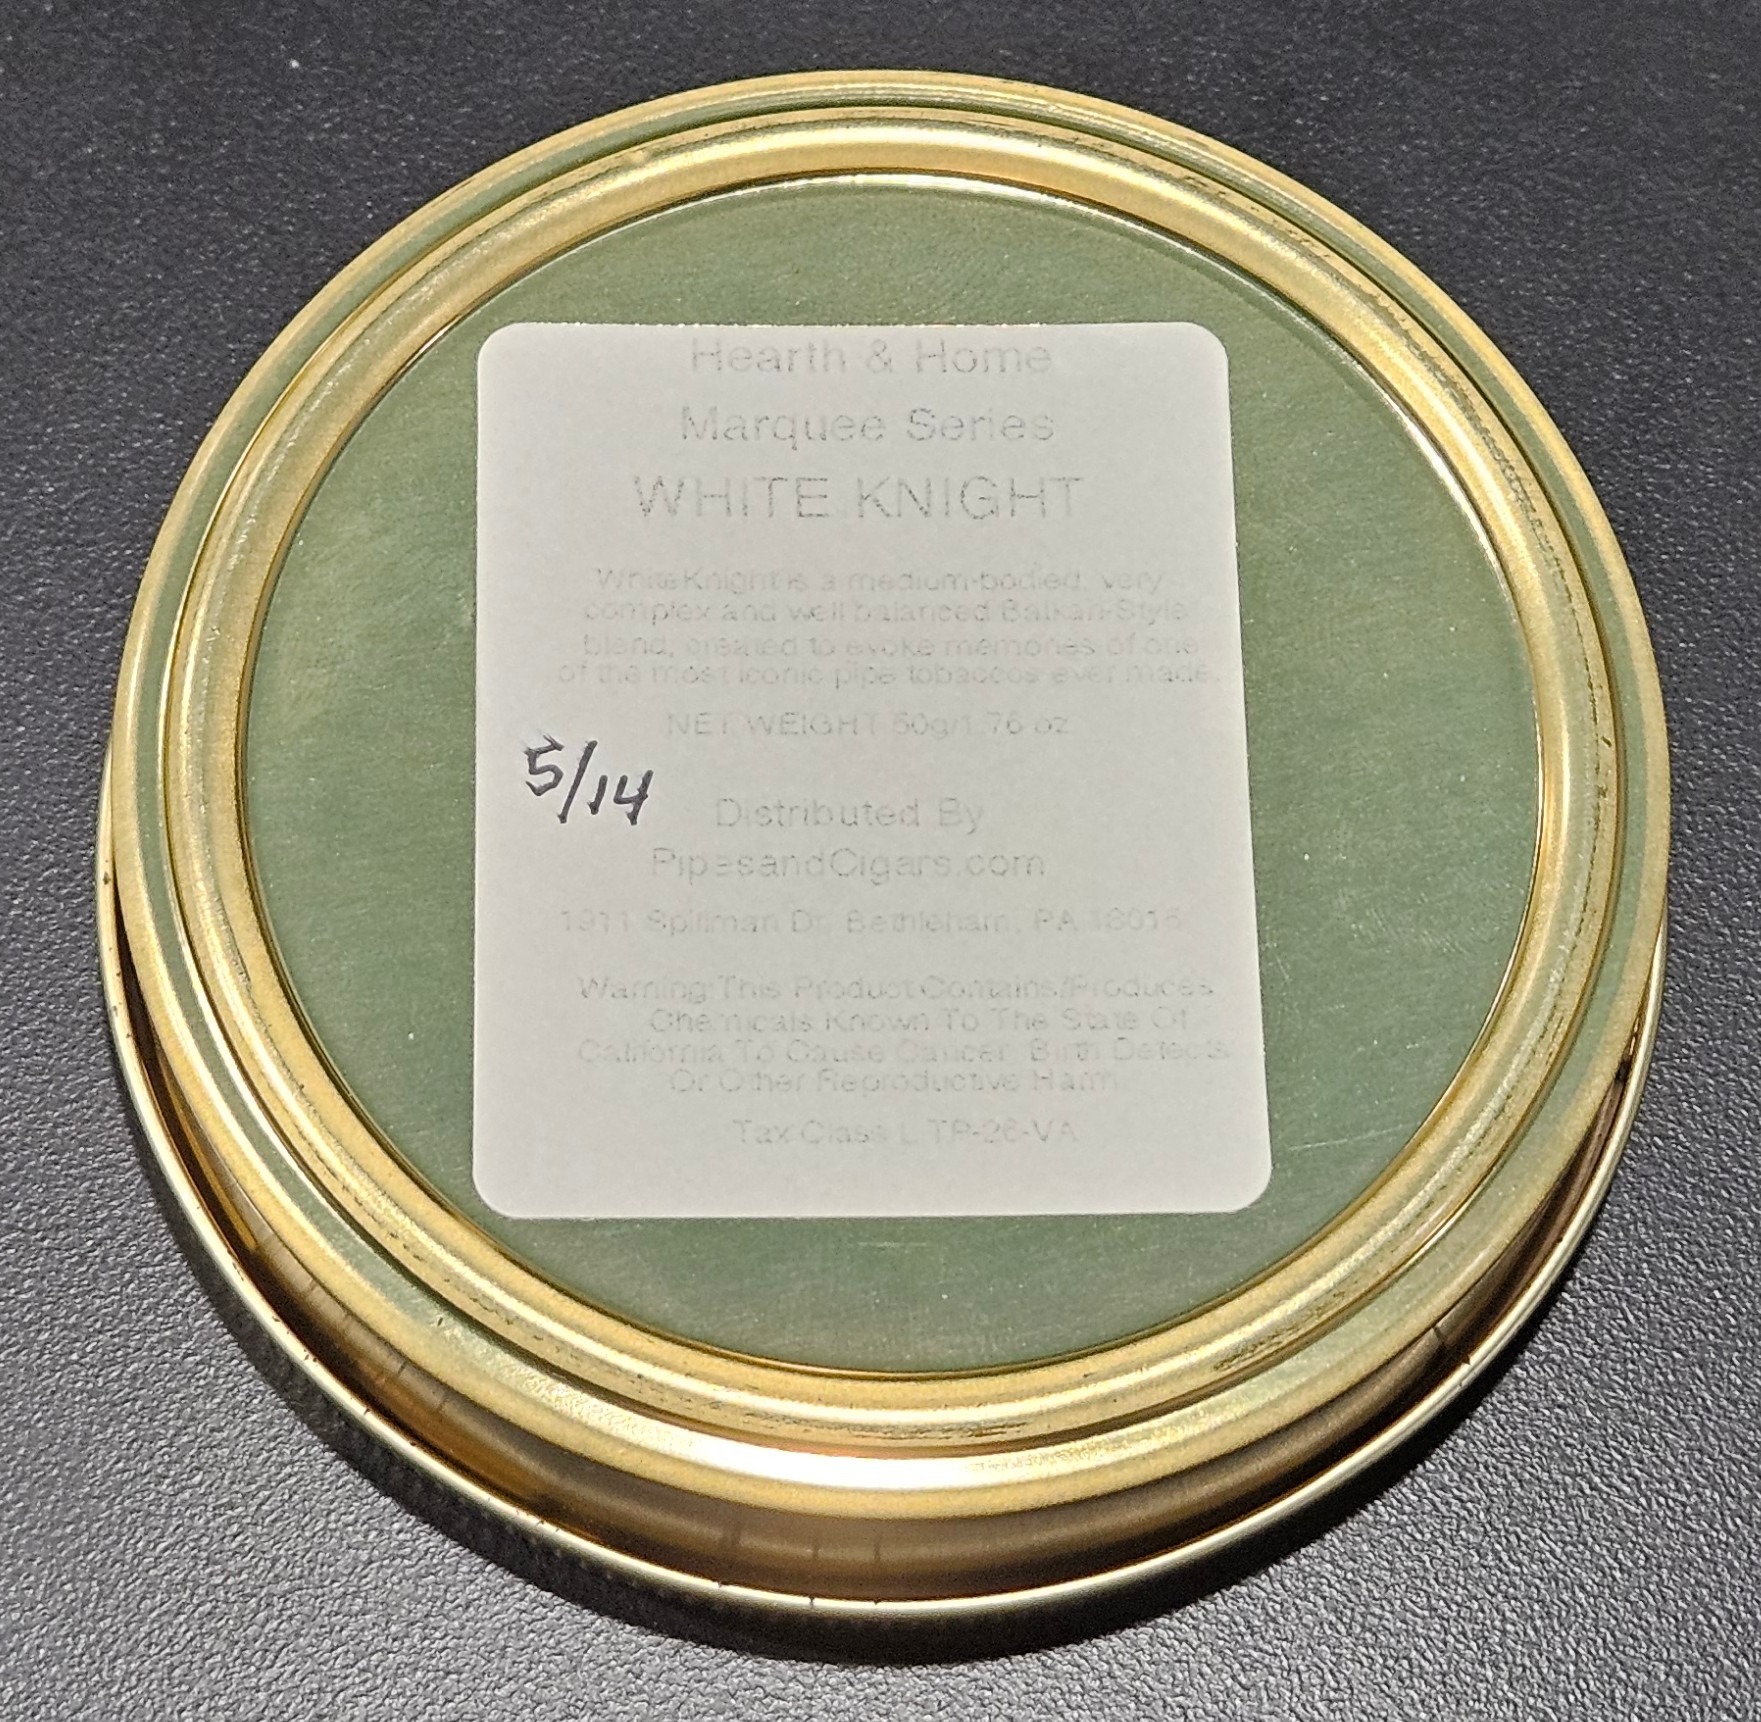 Hearth & Home
Marquee Series
WHITE KNIGHT
White Knight is a medium-bodied, very
complex and well balanced Balkan-Style
blend, created to evoke memories of one
of the most iconic pipe tobaccos ever made.
NET WEIGHT 50g/1.76 oz
5/14
Distributed By
PipesandCigars.com
1911 Spillman Dr. Bethleham, PA 18015
Warning This Product Contains/Produces
Chemicals Known To The State Of
California To Cause Cancer, Birth Defects
Or Other Reproductive Harm
Tax Class L TP-26-VA